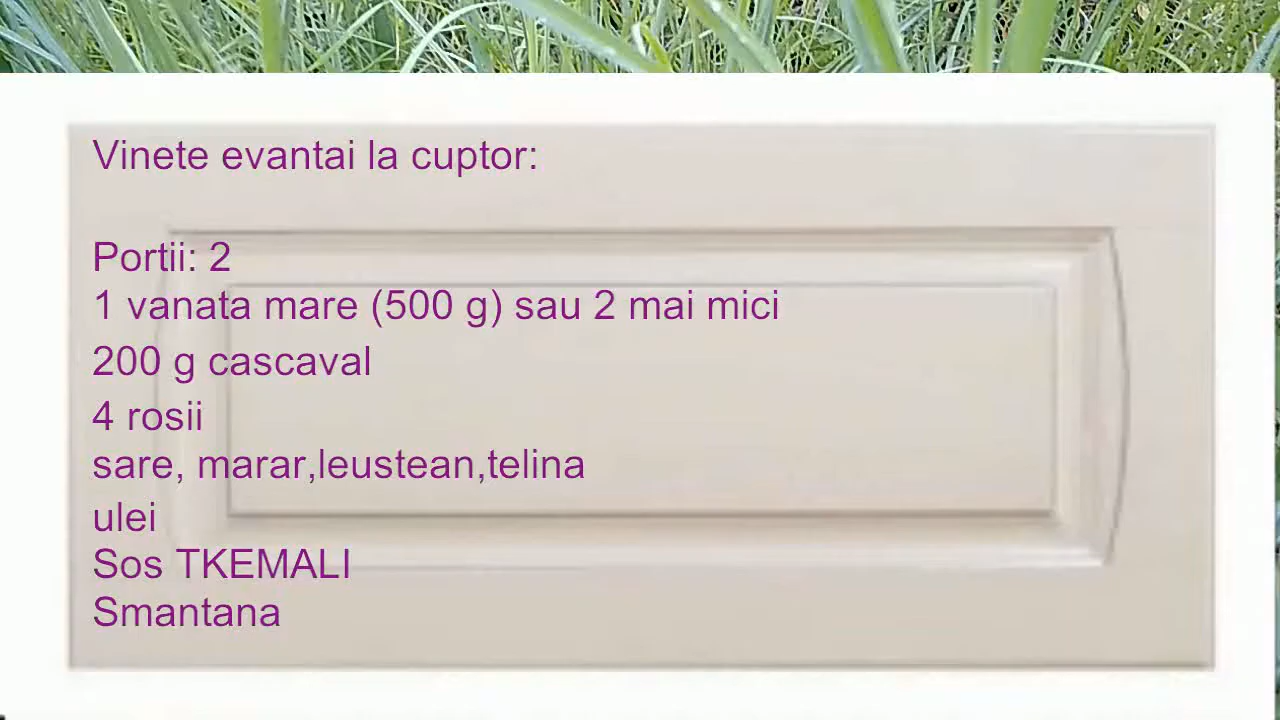 Vinete evantai la cuptor:
Portii: 2
1 vanata mare (500 g) sau 2 mai mici
200 g cascaval
4 rosii
sare, marar,leustean,telina
ulei
Sos TKEMALI
Smantana